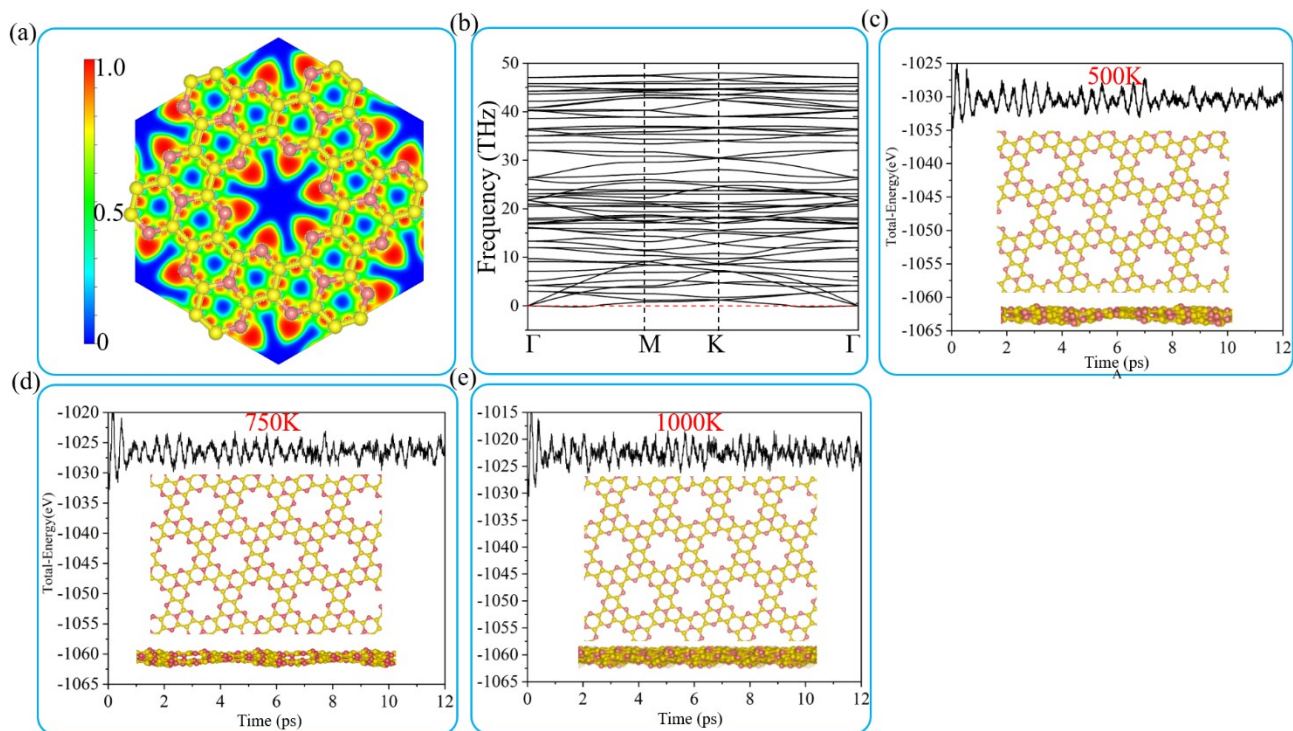 (a)
1.0
0.5
0
(b)
Frequency (THz)
50
40
30
20
10
0
Γ M K Γ
(c)
500K
Total-Energy(eV)
-1025
-1030
-1035
-1040
-1045
-1050
-1055
-1060
-1065
0 2 4 6 8 10 12
Time (ps)
A
(d)
750K
Total-Energy(eV)
-1020
-1025
-1030
-1035
-1040
-1045
-1050
-1055
-1060
-1065
0 2 4 6 8 10 12
Time (ps)
(e)
1000K
Total-Energy(eV)
-1015
-1020
-1025
-1030
-1035
-1040
-1045
-1050
-1055
-1060
-1065
0 2 4 6 8 10 12
Time (ps)